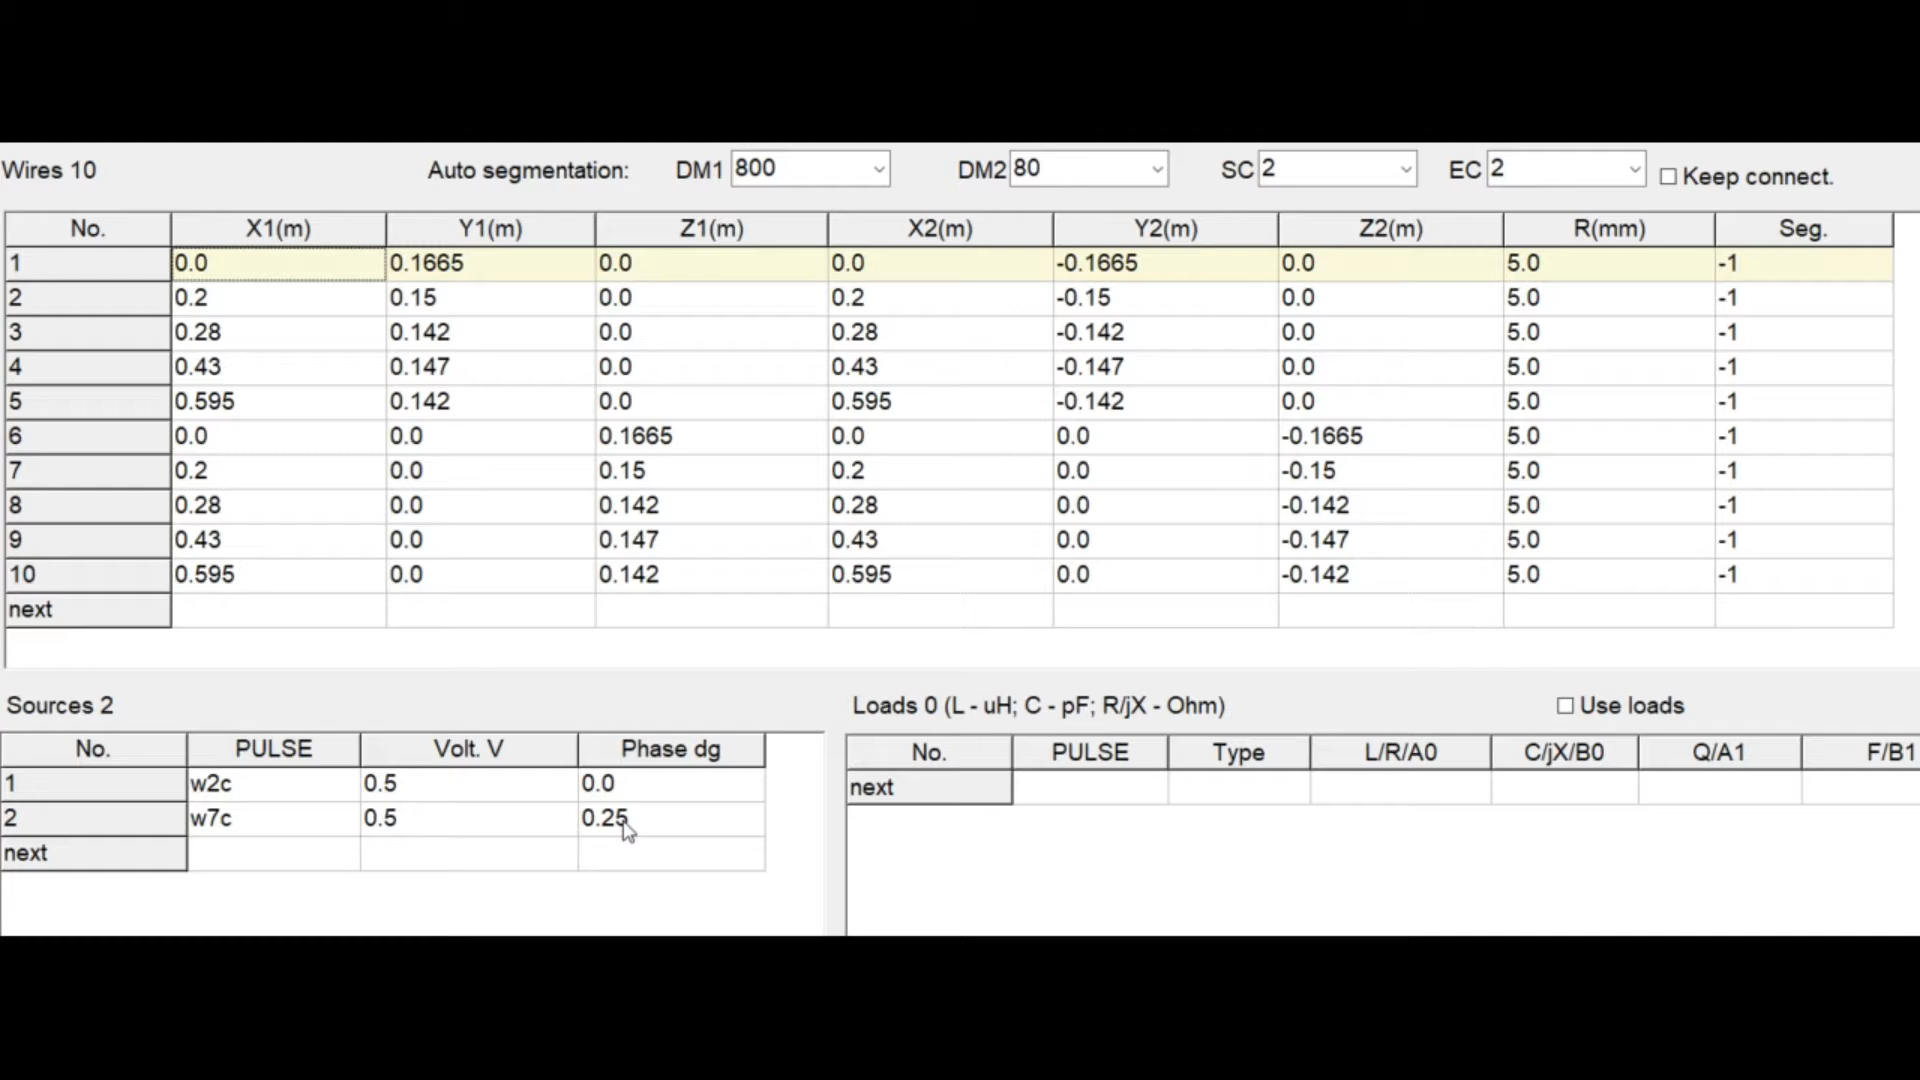 Wires 10 Auto segmentation: DM1 800 DM2 80 SC 2 EC 2 Keep connect.
No. X1(m) Y1(m) Z1(m) X2(m) Y2(m) Z2(m) R(mm) Seg.
1 0.0 0.1665 0.0 0.0 -0.1665 0.0 5.0 -1
2 0.2 0.15 0.0 0.2 -0.15 0.0 5.0 -1
3 0.28 0.142 0.0 0.28 -0.142 0.0 5.0 -1
4 0.43 0.147 0.0 0.43 -0.147 0.0 5.0 -1
5 0.595 0.142 0.0 0.595 -0.142 0.0 5.0 -1
6 0.0 0.0 0.1665 0.0 0.0 -0.1665 5.0 -1
7 0.2 0.0 0.15 0.2 0.0 -0.15 5.0 -1
8 0.28 0.0 0.142 0.28 0.0 -0.142 5.0 -1
9 0.43 0.0 0.147 0.43 0.0 -0.147 5.0 -1
10 0.595 0.0 0.142 0.595 0.0 -0.142 5.0 -1
next
Sources 2
No. PULSE Volt. V Phase dg
1 w2c 0.5 0.0
2 w7c 0.5 0.25
next
Loads 0 (L - uH; C - pF; R/jX - Ohm) Use loads
No. PULSE Type L/R/A0 C/jX/B0 Q/A1 F/B1
next